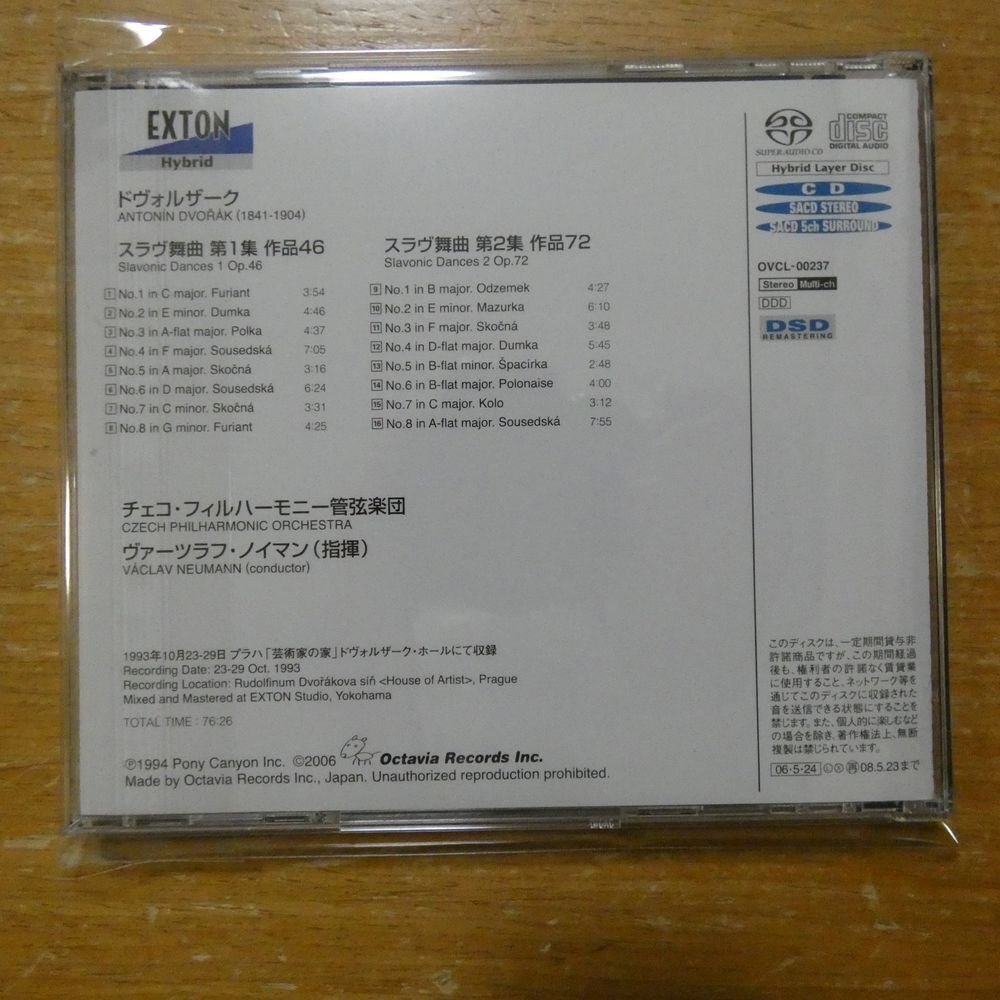 EXTON
Hybrid
ドヴォルザーク
ANTONÍN DVOŘÁK (1841-1904)
スラヴ舞曲 第1集 作品46
Slavonic Dances 1 Op.46
1 No.1 in C major. Furiant 3:54
2 No.2 in E minor. Dumka 4:46
3 No.3 in A-flat major. Polka 4:37
4 No.4 in F major. Sousedská 7:05
5 No.5 in A major. Skočná 3:16
6 No.6 in D major. Sousedská 6:24
7 No.7 in C minor. Skočná 3:31
8 No.8 in G minor. Furiant 4:25
スラヴ舞曲 第2集 作品72
Slavonic Dances 2 Op.72
9 No.1 in B major. Odzemek 4:27
10 No.2 in E minor. Mazurka 6:10
11 No.3 in F major. Skočná 3:48
12 No.4 in D-flat major. Dumka 5:45
13 No.5 in B-flat minor. Špacírka 2:48
14 No.6 in B-flat major. Polonaise 4:00
15 No.7 in C major. Kolo 3:12
16 No.8 in A-flat major. Sousedská 7:55
チェコ・フィルハーモニー管弦楽団
CZECH PHILHARMONIC ORCHESTRA
ヴァーツラフ・ノイマン(指揮)
VÁCLAV NEUMANN (conductor)
1993年10月23-29日 プラハ「芸術家の家」ドヴォルザーク・ホールにて収録
Recording Date: 23-29 Oct. 1993
Recording Location: Rudolfinum Dvořákova síň <House of Artist>, Prague
Mixed and Mastered at EXTON Studio, Yokohama
TOTAL TIME : 76:26
℗1994 Pony Canyon Inc. ©2006 Octavia Records Inc.
Made by Octavia Records Inc., Japan. Unauthorized reproduction prohibited.
SUPER AUDIO CD
COMPACT
disc
DIGITAL AUDIO
Hybrid Layer Disc
CD
SACD STEREO
SACD 5ch SURROUND
OVCL-00237
Stereo Multi-ch
DDD
DSD
REMASTERING
このディスクは、一定期間貸与非
許諾商品ですが、この期間経過
後も、権利者の許諾なく賃貸業
に使用すること、ネットワーク等を
通じてこのディスクに収録された
音を送信できる状態にすることを
禁じます。また、個人的に楽しむなど
の場合を除き、著作権法上、無断
複製は禁じられています。
06・5・24 Ⓛ Ⓧ 再 08.5.23まで